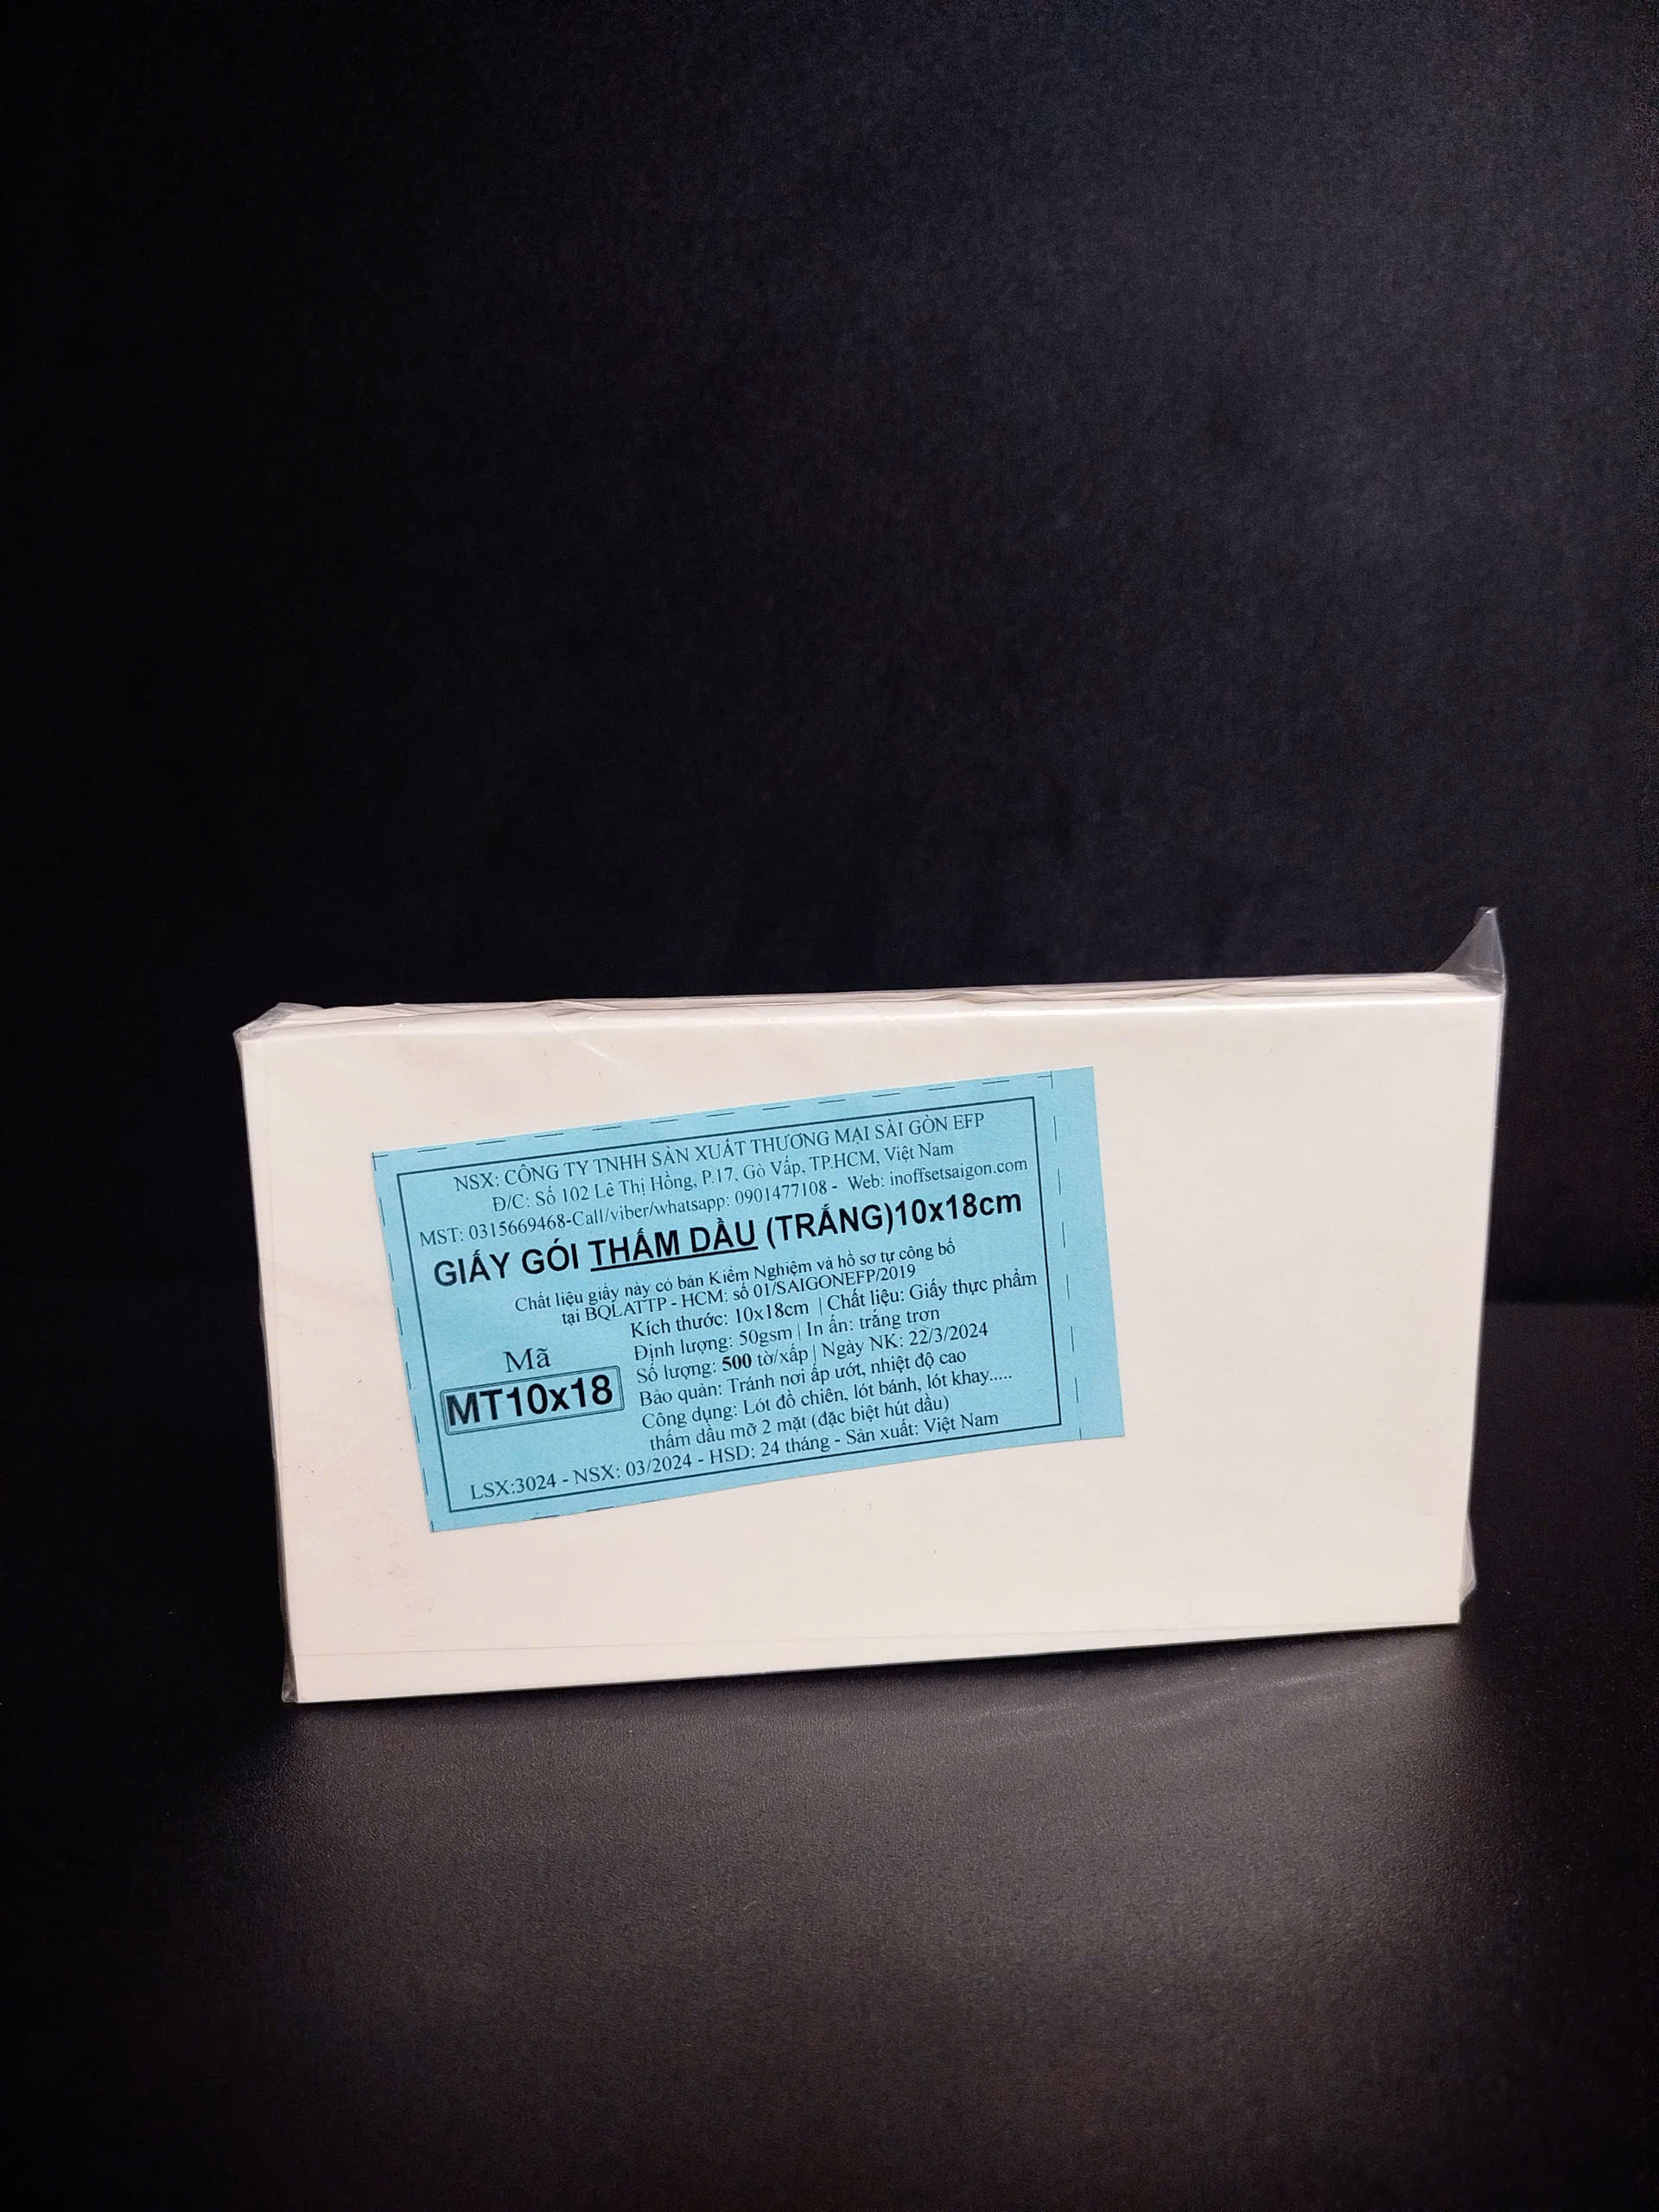 NSX: CÔNG TY TNHH SẢN XUẤT THƯƠNG MẠI SÀI GÒN EFP
Đ/C: Số 102 Lê Thị Hồng, P.17, Gò Vấp, TP.HCM, Việt Nam
MST: 0315669468-Call/viber/whatsapp: 0901477108 - Web: inoffsetsaigon.com
GIẤY GÓI THẤM DẦU (TRẮNG)10x18cm
Chất liệu giấy này có bản Kiểm Nghiệm và hồ sơ tự công bố
tại BQLATTP - HCM: số 01/SAIGONEFP/2019
Kích thước: 10x18cm | Chất liệu: Giấy thực phẩm
Định lượng: 50gsm | In ấn: trắng trơn
Mã
Số lượng: 500 tờ/xấp | Ngày NK: 22/3/2024
MT10x18
Bảo quản: Tránh nơi ấp ướt, nhiệt độ cao
Công dụng: Lót đồ chiên, lót bánh, lót khay.....
thấm dầu mỡ 2 mặt (đặc biệt hút dầu)
LSX:3024 - NSX: 03/2024 - HSD: 24 tháng - Sản xuất: Việt Nam